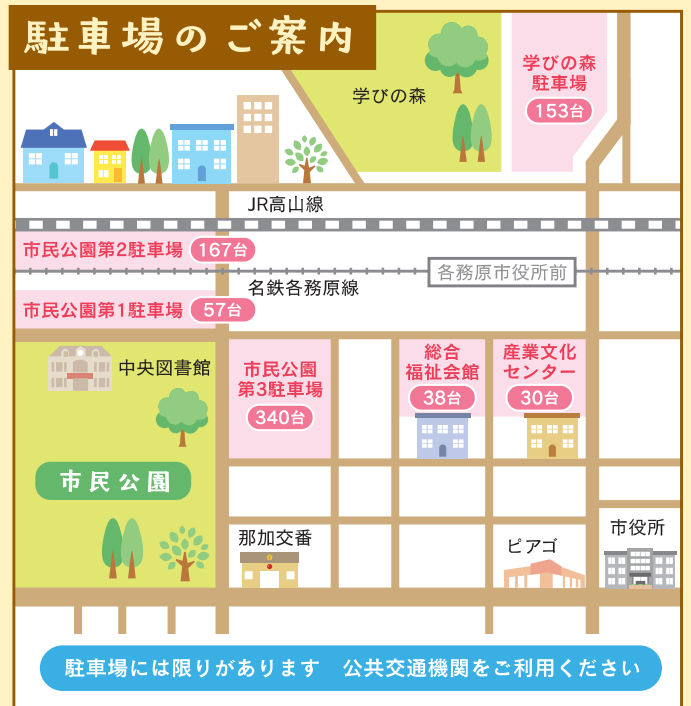 駐車場のご案内
学びの森
学びの森
駐車場
153台
JR高山線
市民公園第2駐車場 167台
各務原市役所前
名鉄各務原線
市民公園第1駐車場 57台
中央図書館
市民公園
第3駐車場
340台
総合
福祉会館
38台
産業文化
センター
30台
市民公園
那加交番
ピアゴ
市役所
駐車場には限りがあります 公共交通機関をご利用ください